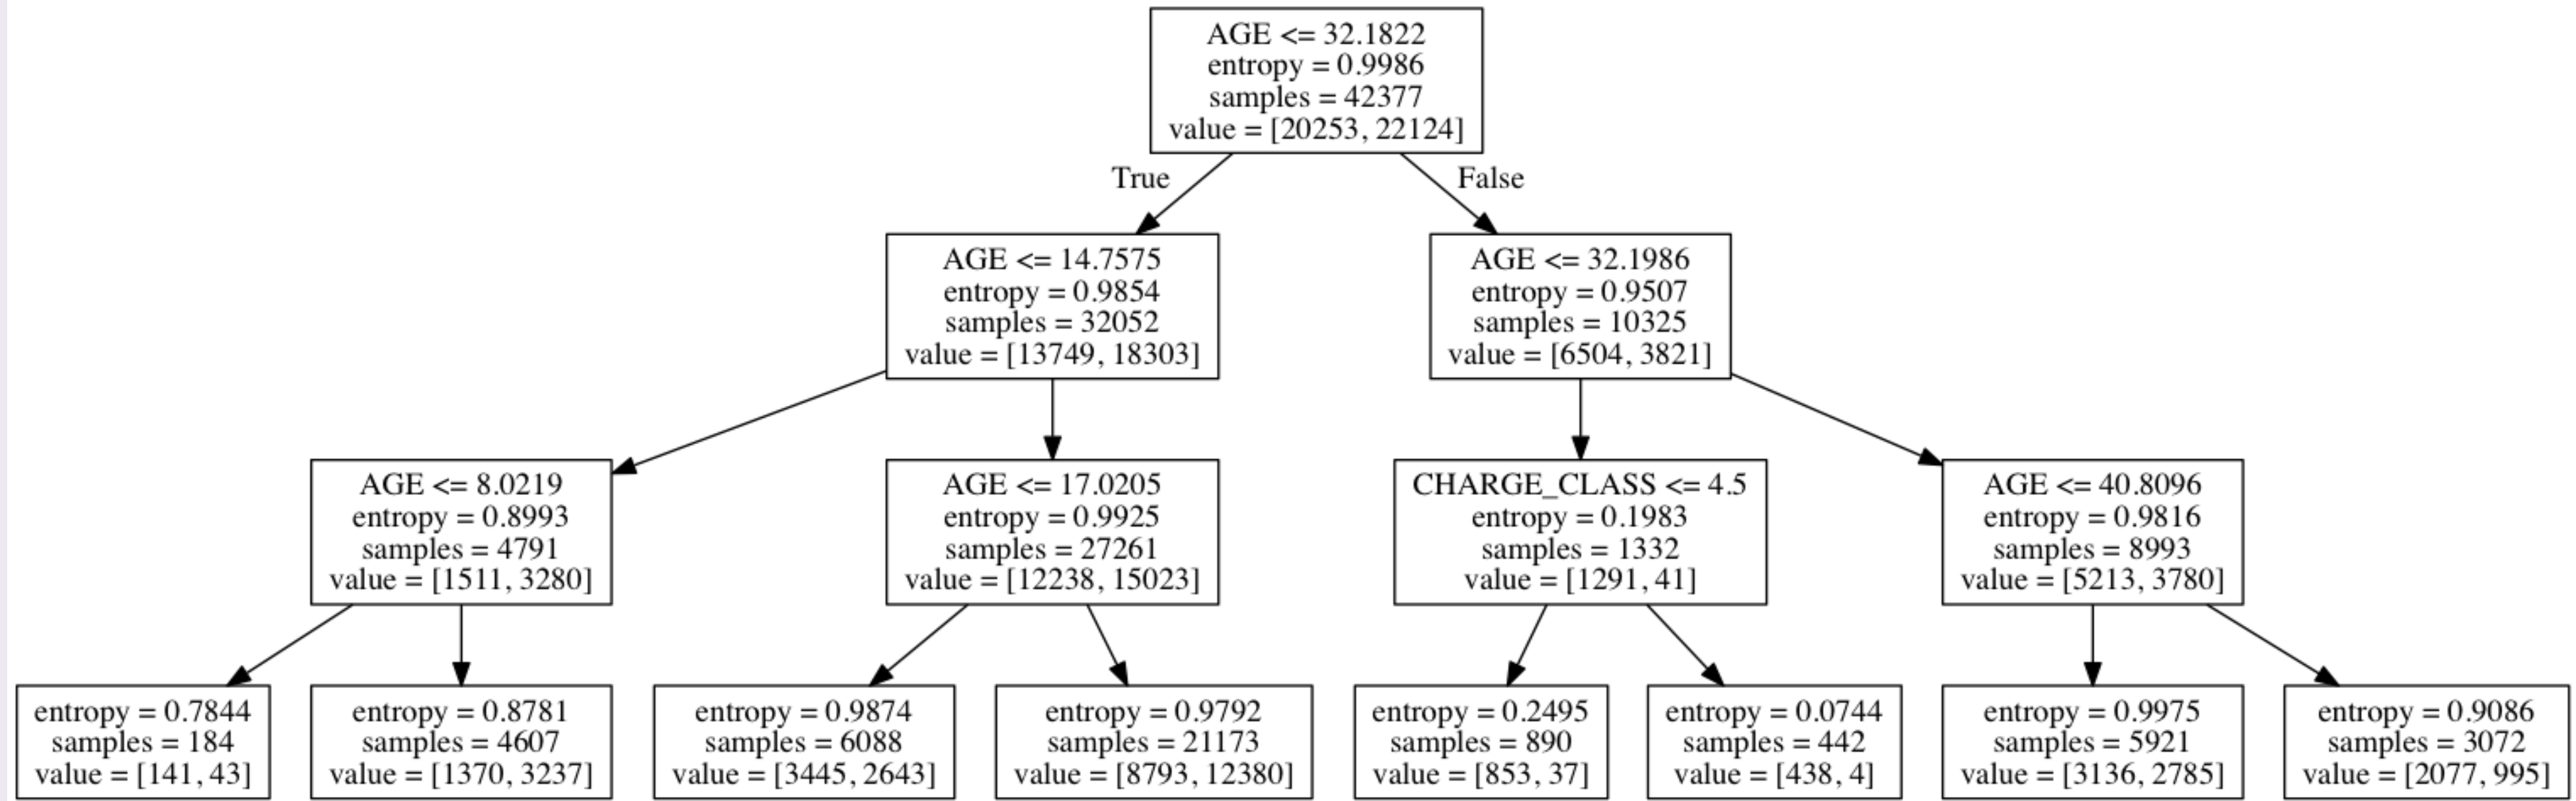 AGE <= 32.1822
entropy = 0.9986
samples = 42377
value = [20253, 22124]
True
False
AGE <= 14.7575
entropy = 0.9854
samples = 32052
value = [13749, 18303]
AGE <= 32.1986
entropy = 0.9507
samples = 10325
value = [6504, 3821]
AGE <= 8.0219
entropy = 0.8993
samples = 4791
value = [1511, 3280]
AGE <= 17.0205
entropy = 0.9925
samples = 27261
value = [12238, 15023]
CHARGE_CLASS <= 4.5
entropy = 0.1983
samples = 1332
value = [1291, 41]
AGE <= 40.8096
entropy = 0.9816
samples = 8993
value = [5213, 3780]
entropy = 0.7844
samples = 184
value = [141, 43]
entropy = 0.8781
samples = 4607
value = [1370, 3237]
entropy = 0.9874
samples = 6088
value = [3445, 2643]
entropy = 0.9792
samples = 21173
value = [8793, 12380]
entropy = 0.2495
samples = 890
value = [853, 37]
entropy = 0.0744
samples = 442
value = [438, 4]
entropy = 0.9975
samples = 5921
value = [3136, 2785]
entropy = 0.9086
samples = 3072
value = [2077, 995]